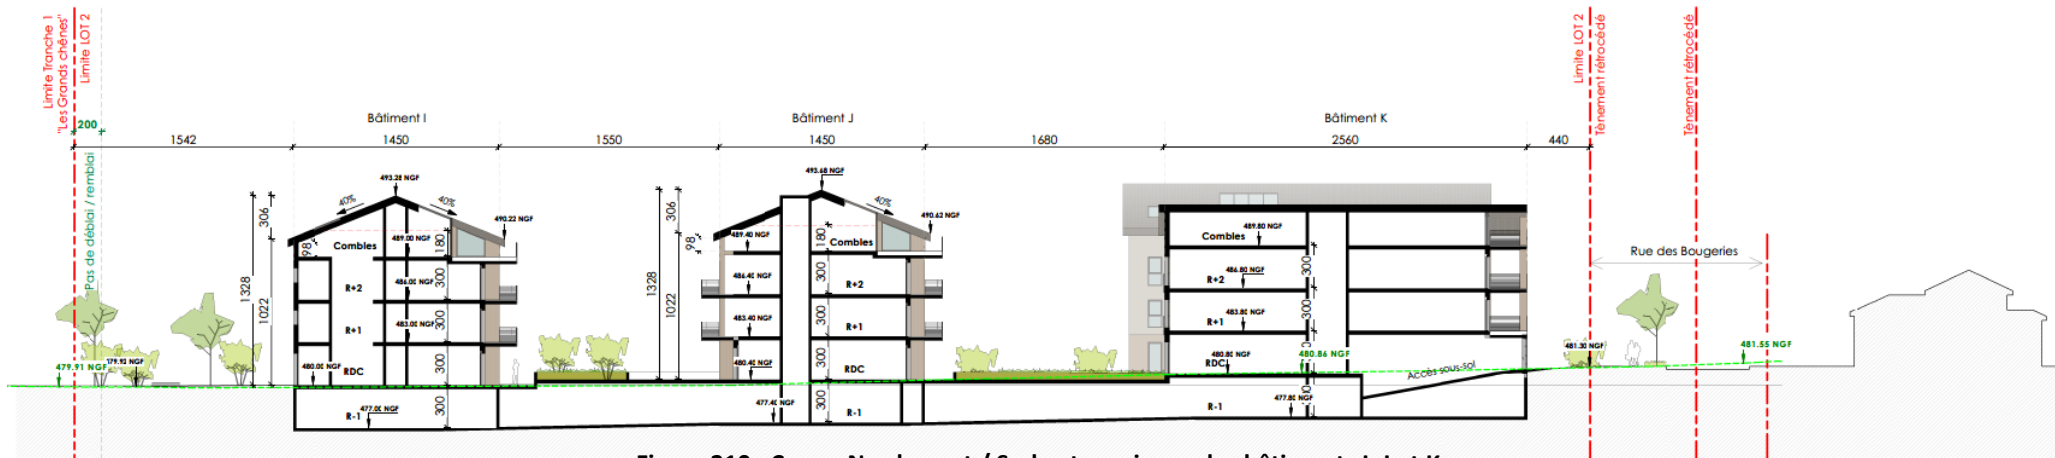 Limite Tranche 1
"Les Grands chênes"
Limite LOT 2
Limite LOT 2
Tènement rétrocédé
Tènement rétrocédé
200
Pas de déblai / remblai
Bâtiment I
Bâtiment J
Bâtiment K
1542
1450
1550
1450
1680
2560
440
493.28 NGF
40%
40%
490.22 NGF
306
98
1328
1022
Combles
489.00 NGF
180
R+2
486.00 NGF
300
R+1
483.00 NGF
300
480.00 NGF
RDC
300
R-1
477.00 NGF
300
479.91 NGF
493.68 NGF
40%
490.62 NGF
306
98
1328
1022
489.40 NGF
Combles
180
486.40 NGF
R+2
300
483.40 NGF
R+1
300
480.40 NGF
RDC
300
477.40 NGF
R-1
300
Combles
489.80 NGF
R+2
486.80 NGF
300
R+1
483.80 NGF
300
RDC
480.80 NGF
480.86 NGF
R-1
477.80 NGF
Accès sous-sol
Rue des Bougeries
481.30 NGF
481.55 NGF